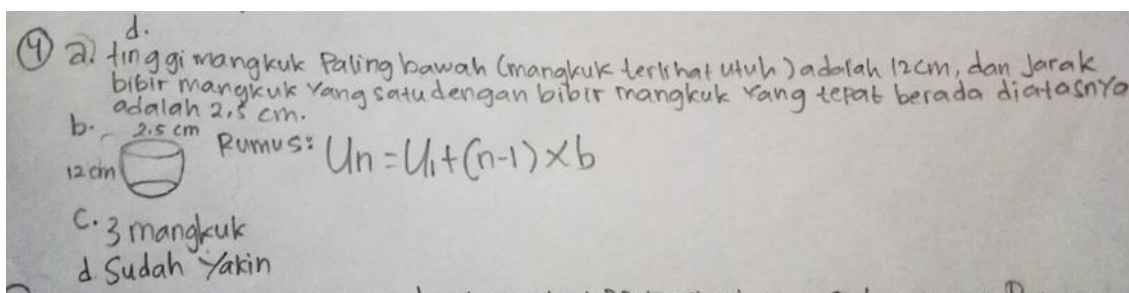 d.
④ a. tinggi mangkuk Paling bawah (mangkuk terlihat utuh) adalah 12 cm, dan Jarak
bibir mangkuk Yang satu dengan bibir mangkuk Yang tepat berada diatasnya
adalah 2,5 cm.
b. 2.5 cm Rumus: Un = U1 + (n-1) × b
12 cm
C. 3 mangkuk
d. Sudah Yakin